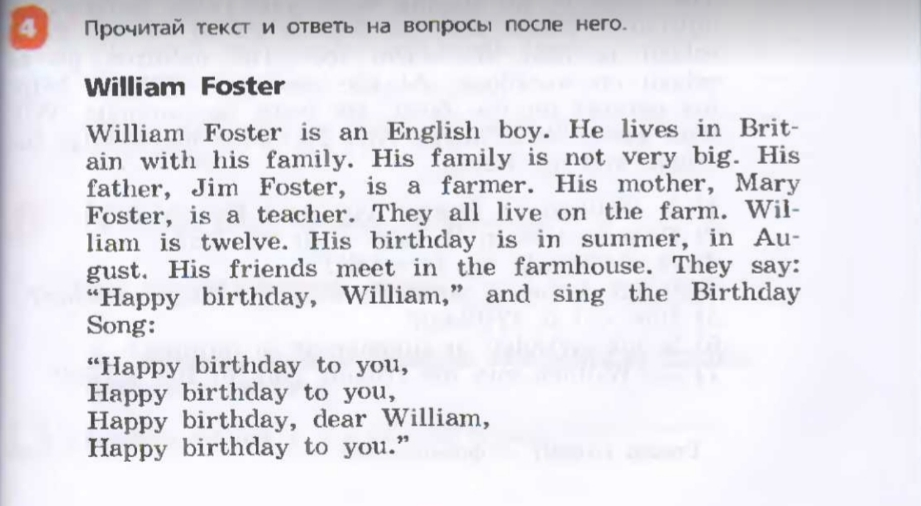 4 Прочитай текст и ответь на вопросы после него.
William Foster
William Foster is an English boy. He lives in Brit-
ain with his family. His family is not very big. His
father, Jim Foster, is a farmer. His mother, Mary
Foster, is a teacher. They all live on the farm. Wil-
liam is twelve. His birthday is in summer, in Au-
gust. His friends meet in the farmhouse. They say:
“Happy birthday, William,” and sing the Birthday
Song:
“Happy birthday to you,
Happy birthday to you,
Happy birthday, dear William,
Happy birthday to you.”